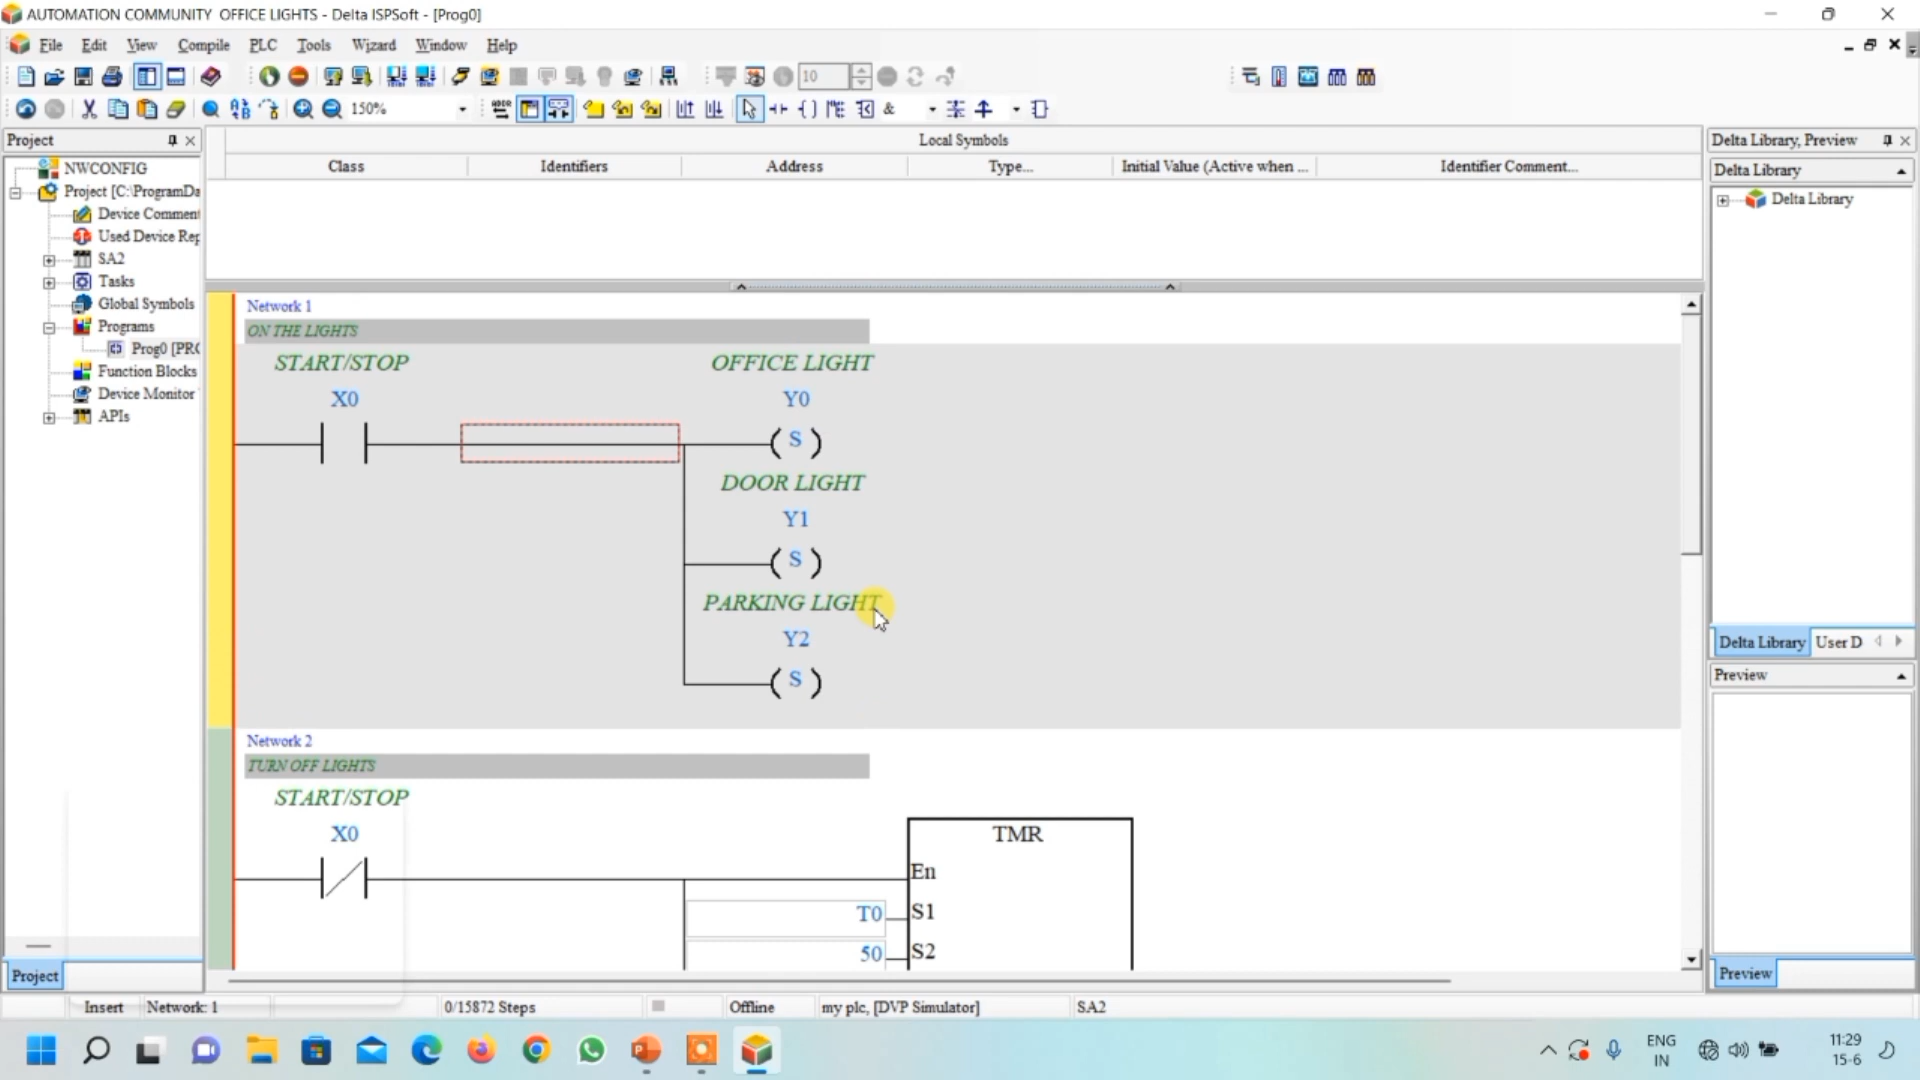 AUTOMATION COMMUNITY OFFICE LIGHTS - Delta ISPSoft - [Prog0]
File Edit View Compile PLC Tools Wizard Window Help
10
150%
&
Project
NWCONFIG
Project [C:\ProgramDa
Device Comment
Used Device Rep
SA2
Tasks
Global Symbols
Programs
Prog0 [PRO
Function Blocks
Device Monitor
APIs
Project
Local Symbols
Class Identifiers Address Type... Initial Value (Active when ... Identifier Comment...
Network 1
ON THE LIGHTS
START/STOP OFFICE LIGHT
X0 Y0
S
DOOR LIGHT
Y1
S
PARKING LIGHT
Y2
S
Network 2
TURN OFF LIGHTS
START/STOP
X0 TMR
En
T0 S1
50 S2
Delta Library, Preview
Delta Library
Delta Library
Delta Library User D
Preview
Preview
Insert Network: 1 0/15872 Steps Offline my plc, [DVP Simulator] SA2
ENG
IN
11:29
15-6